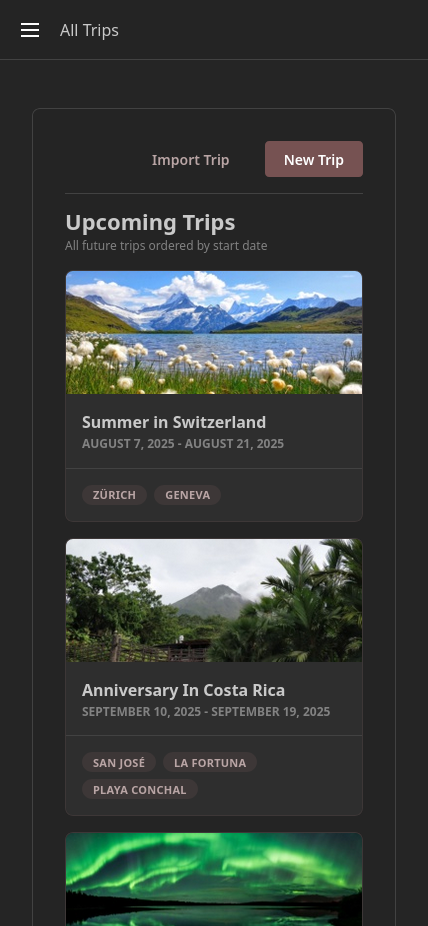 All Trips
Import Trip
New Trip
Upcoming Trips
All future trips ordered by start date
Summer in Switzerland
AUGUST 7, 2025 - AUGUST 21, 2025
ZÜRICH
GENEVA
Anniversary In Costa Rica
SEPTEMBER 10, 2025 - SEPTEMBER 19, 2025
SAN JOSÉ
LA FORTUNA
PLAYA CONCHAL